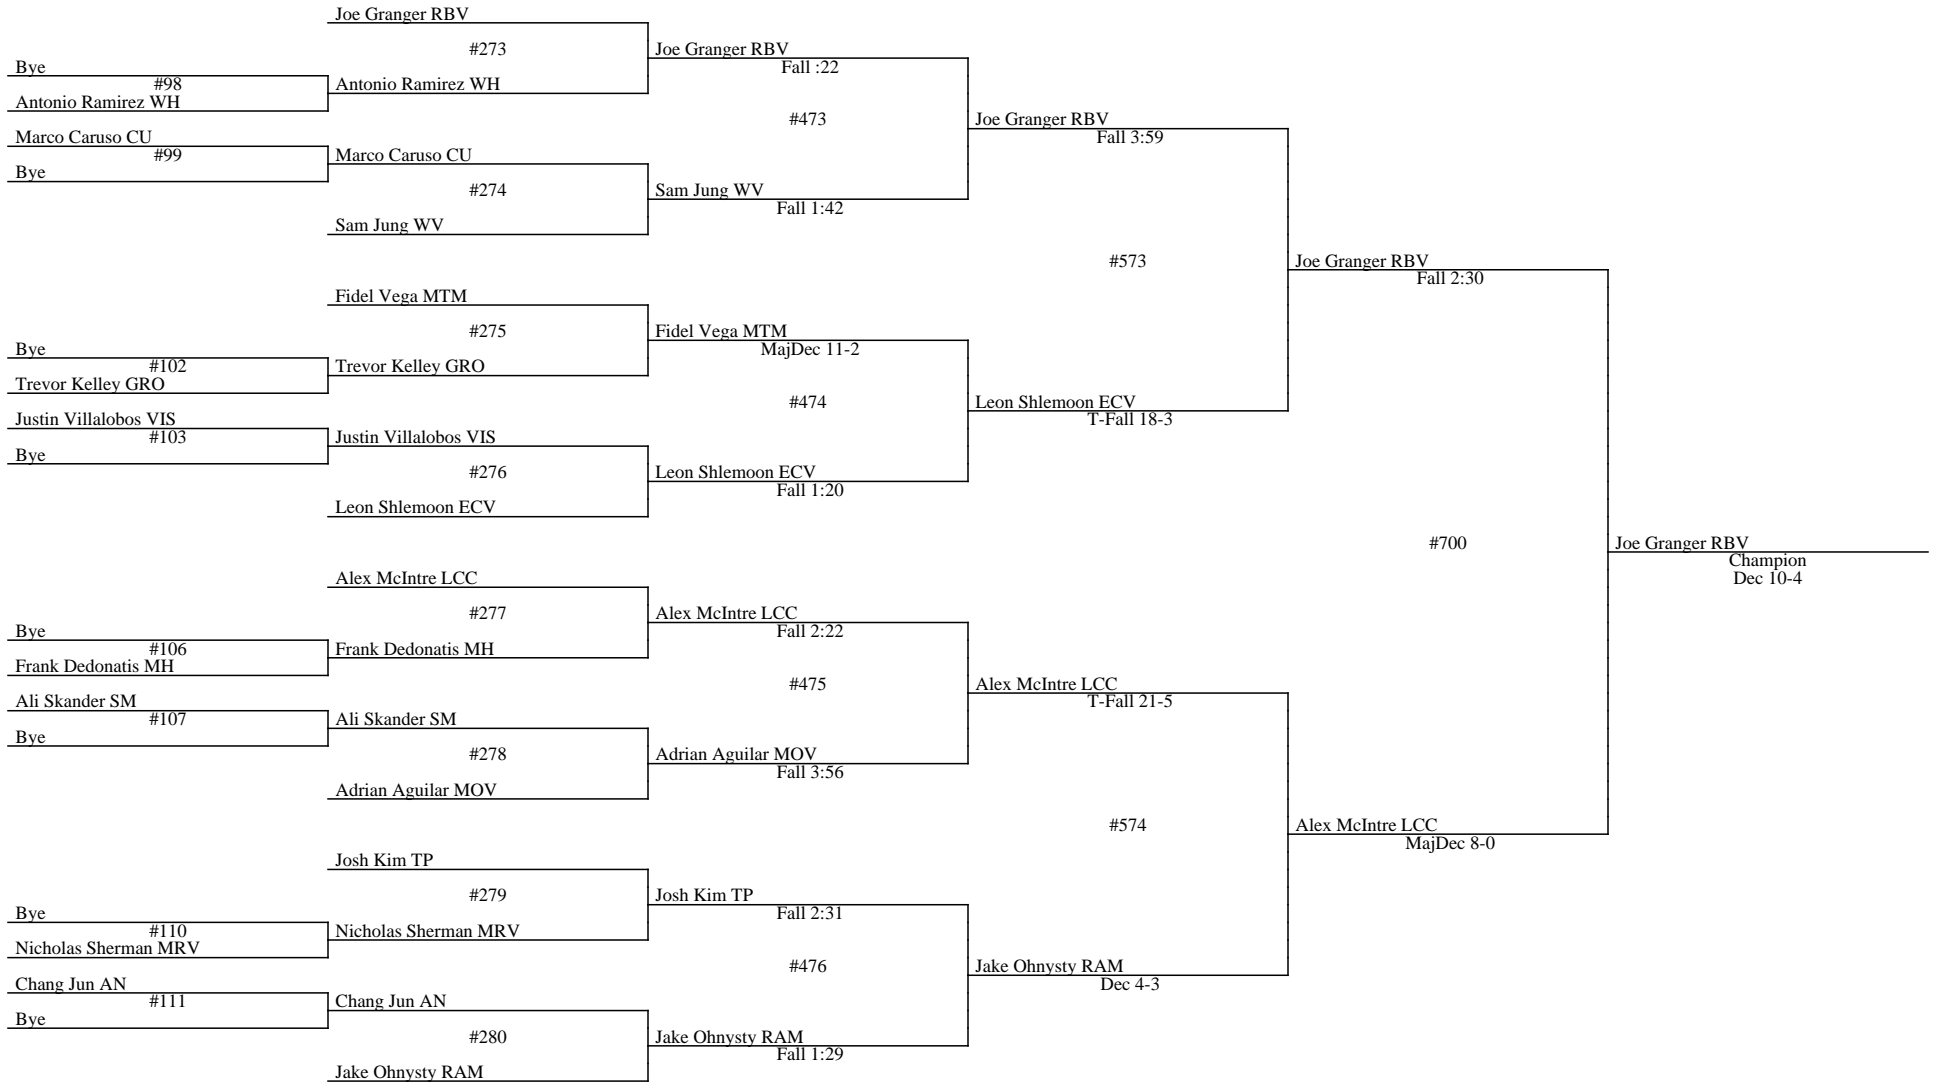 Joe Granger RBV
#273
Joe Granger RBV
Bye
Fall :22
#98
Antonio Ramirez WH
Antonio Ramirez WH
#473
Joe Granger RBV
Marco Caruso CU
Fall 3:59
#99
Marco Caruso CU
Bye
#274
Sam Jung WV
Fall 1:42
Sam Jung WV
#573
Joe Granger RBV
Fall 2:30
Fidel Vega MTM
#275
Fidel Vega MTM
Bye
MajDec 11-2
#102
Trevor Kelley GRO
Trevor Kelley GRO
#474
Leon Shlemoon ECV
Justin Villalobos VIS
T-Fall 18-3
#103
Justin Villalobos VIS
Bye
#276
Leon Shlemoon ECV
Fall 1:20
Leon Shlemoon ECV
#700
Joe Granger RBV
Champion
Dec 10-4
Alex McIntre LCC
#277
Alex McIntre LCC
Bye
Fall 2:22
#106
Frank Dedonatis MH
Frank Dedonatis MH
#475
Alex McIntre LCC
Ali Skander SM
T-Fall 21-5
#107
Ali Skander SM
Bye
#278
Adrian Aguilar MOV
Fall 3:56
Adrian Aguilar MOV
#574
Alex McIntre LCC
MajDec 8-0
Josh Kim TP
#279
Josh Kim TP
Bye
Fall 2:31
#110
Nicholas Sherman MRV
Nicholas Sherman MRV
#476
Jake Ohnysty RAM
Chang Jun AN
Dec 4-3
#111
Chang Jun AN
Bye
#280
Jake Ohnysty RAM
Fall 1:29
Jake Ohnysty RAM